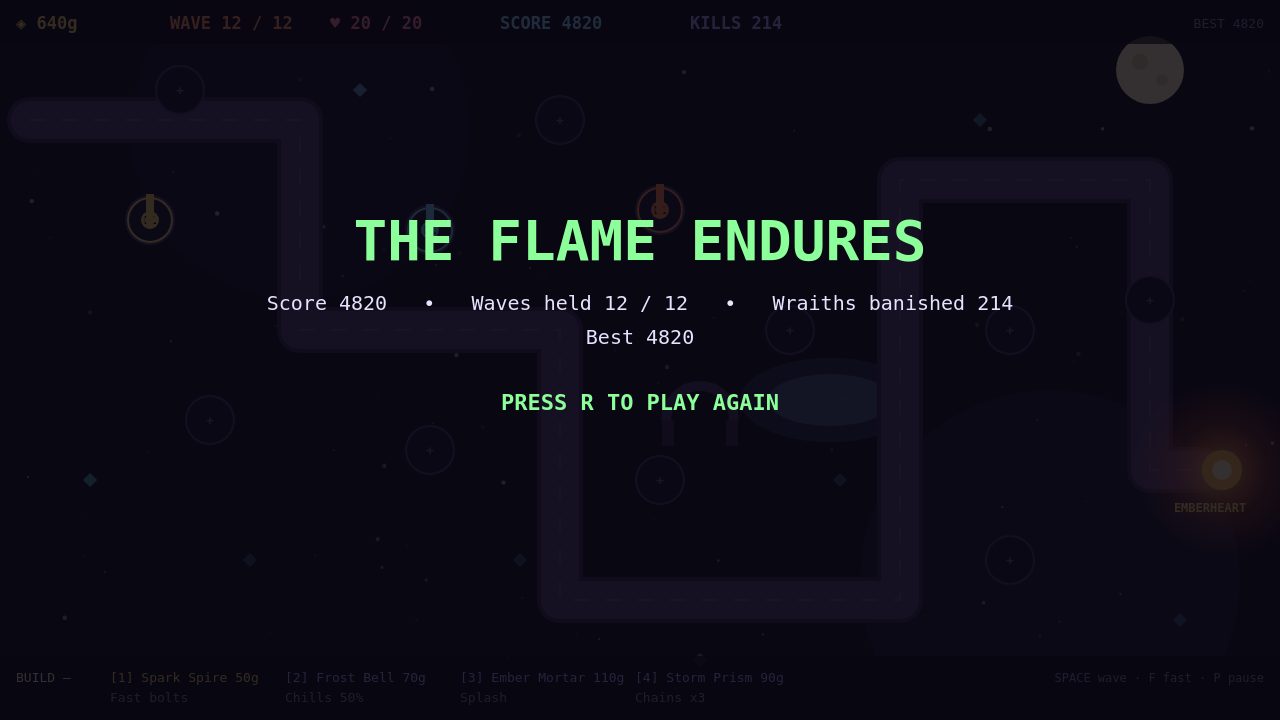 ◈ 640g WAVE 12 / 12 ♥ 20 / 20 SCORE 4820 KILLS 214 BEST 4820
THE FLAME ENDURES
Score 4820 • Waves held 12 / 12 • Wraiths banished 214
Best 4820
PRESS R TO PLAY AGAIN
EMBERHEART
BUILD — [1] Spark Spire 50g [2] Frost Bell 70g [3] Ember Mortar 110g [4] Storm Prism 90g SPACE wave · F fast · P pause
Fast bolts Chills 50% Splash Chains x3